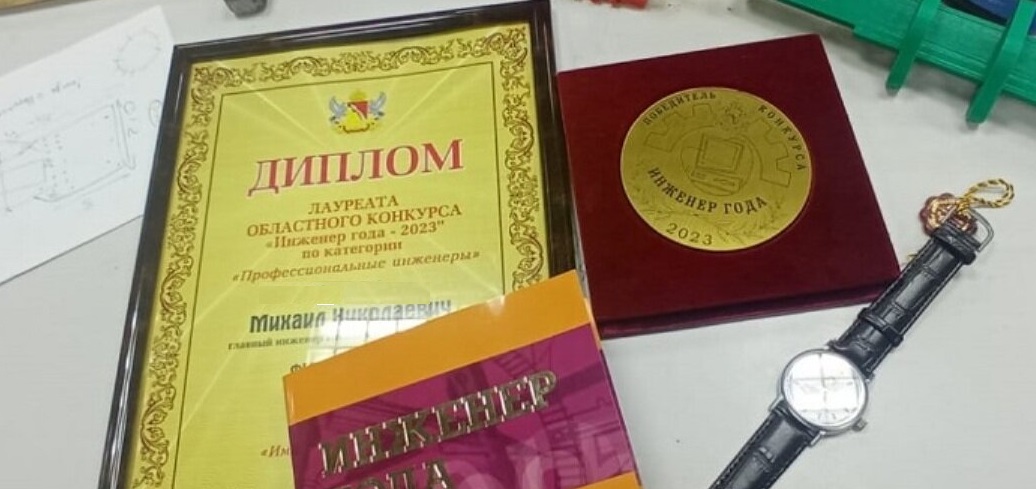 ДИПЛОМ
ЛАУРЕАТА
ОБЛАСТНОГО КОНКУРСА
«Инженер года - 2023"
по категории
«Профессиональные инженеры»
Михаил Николаевич
главный инженер
ИНЖЕНЕР
ГОДА
ПОБЕДИТЕЛЬ КОНКУРСА
ИНЖЕНЕР ГОДА
2023